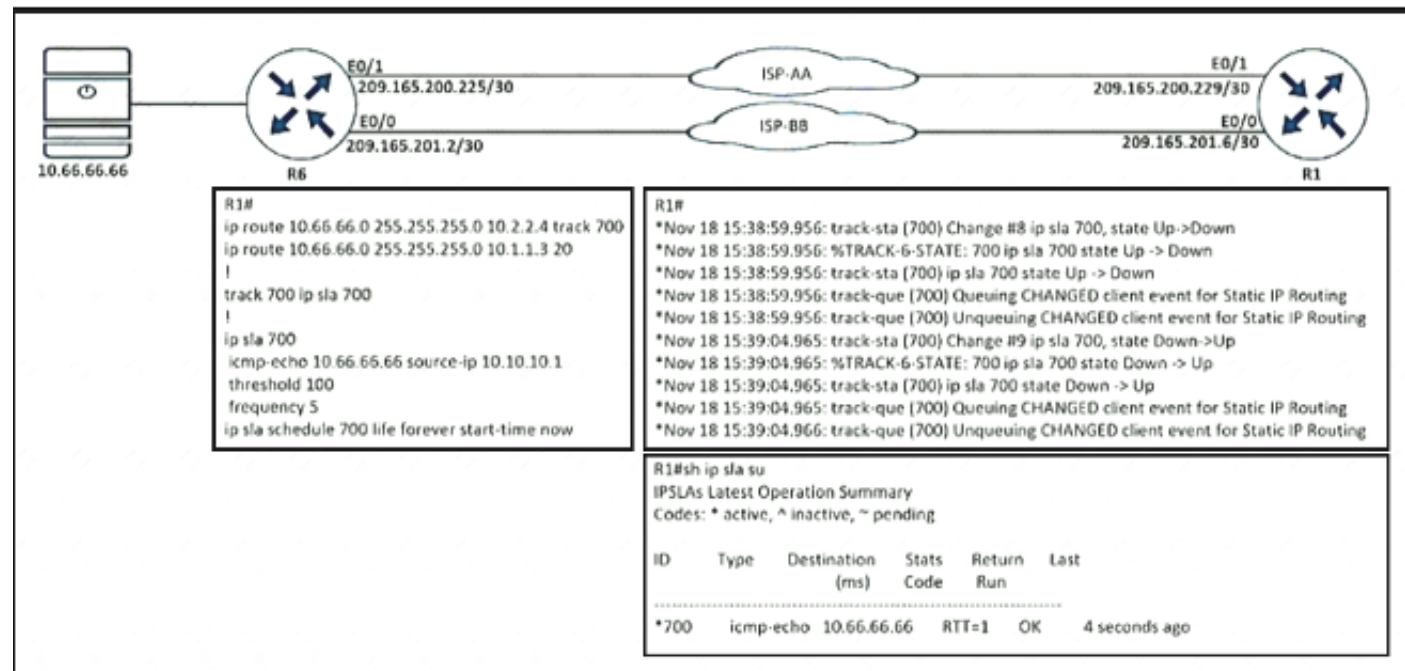 E0/1
209.165.200.225/30
ISP-AA
E0/1
209.165.200.229/30
E0/0
209.165.201.2/30
ISP-BB
E0/0
209.165.201.6/30
10.66.66.66
R6
R1
R1#
ip route 10.66.66.0 255.255.255.0 10.2.2.4 track 700
ip route 10.66.66.0 255.255.255.0 10.1.1.3 20
!
track 700 ip sla 700
!
ip sla 700
icmp-echo 10.66.66.66 source-ip 10.10.10.1
threshold 100
frequency 5
ip sla schedule 700 life forever start-time now
R1#
*Nov 18 15:38:59.956: track-sta (700) Change #8 ip sla 700, state Up->Down
*Nov 18 15:38:59.956: %TRACK-6-STATE: 700 ip sla 700 state Up -> Down
*Nov 18 15:38:59.956: track-sta (700) ip sla 700 state Up -> Down
*Nov 18 15:38:59.956: track-que (700) Queuing CHANGED client event for Static IP Routing
*Nov 18 15:38:59.956: track-que (700) Unqueuing CHANGED client event for Static IP Routing
*Nov 18 15:39:04.965: track-sta (700) Change #9 ip sla 700, state Down->Up
*Nov 18 15:39:04.965: %TRACK-6-STATE: 700 ip sla 700 state Down -> Up
*Nov 18 15:39:04.965: track-sta (700) ip sla 700 state Down -> Up
*Nov 18 15:39:04.965: track-que (700) Queuing CHANGED client event for Static IP Routing
*Nov 18 15:39:04.966: track-que (700) Unqueuing CHANGED client event for Static IP Routing
R1#sh ip sla su
IPSLAs Latest Operation Summary
Codes: * active, ^ inactive, ~ pending
ID Type Destination Stats Return Last
(ms) Code Run
*700 icmp-echo 10.66.66.66 RTT=1 OK 4 seconds ago